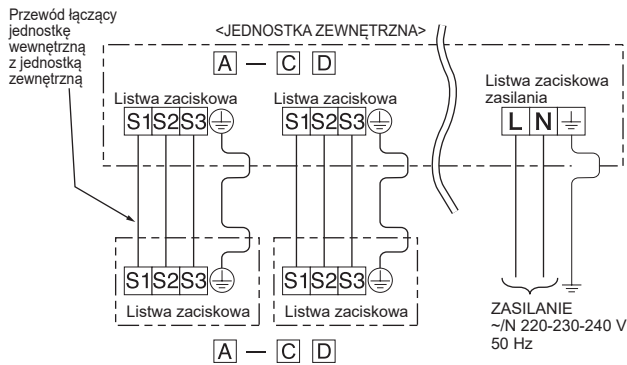 Przewód łączący
jednostkę
wewnętrzną
z jednostką
zewnętrzną
<JEDNOSTKA ZEWNĘTRZNA>
A — C D
Listwa zaciskowa
S1 S2 S3
Listwa zaciskowa
S1 S2 S3
Listwa zaciskowa
zasilania
L N
S1 S2 S3
Listwa zaciskowa
S1 S2 S3
Listwa zaciskowa
A — C D
ZASILANIE
~/N 220-230-240 V
50 Hz